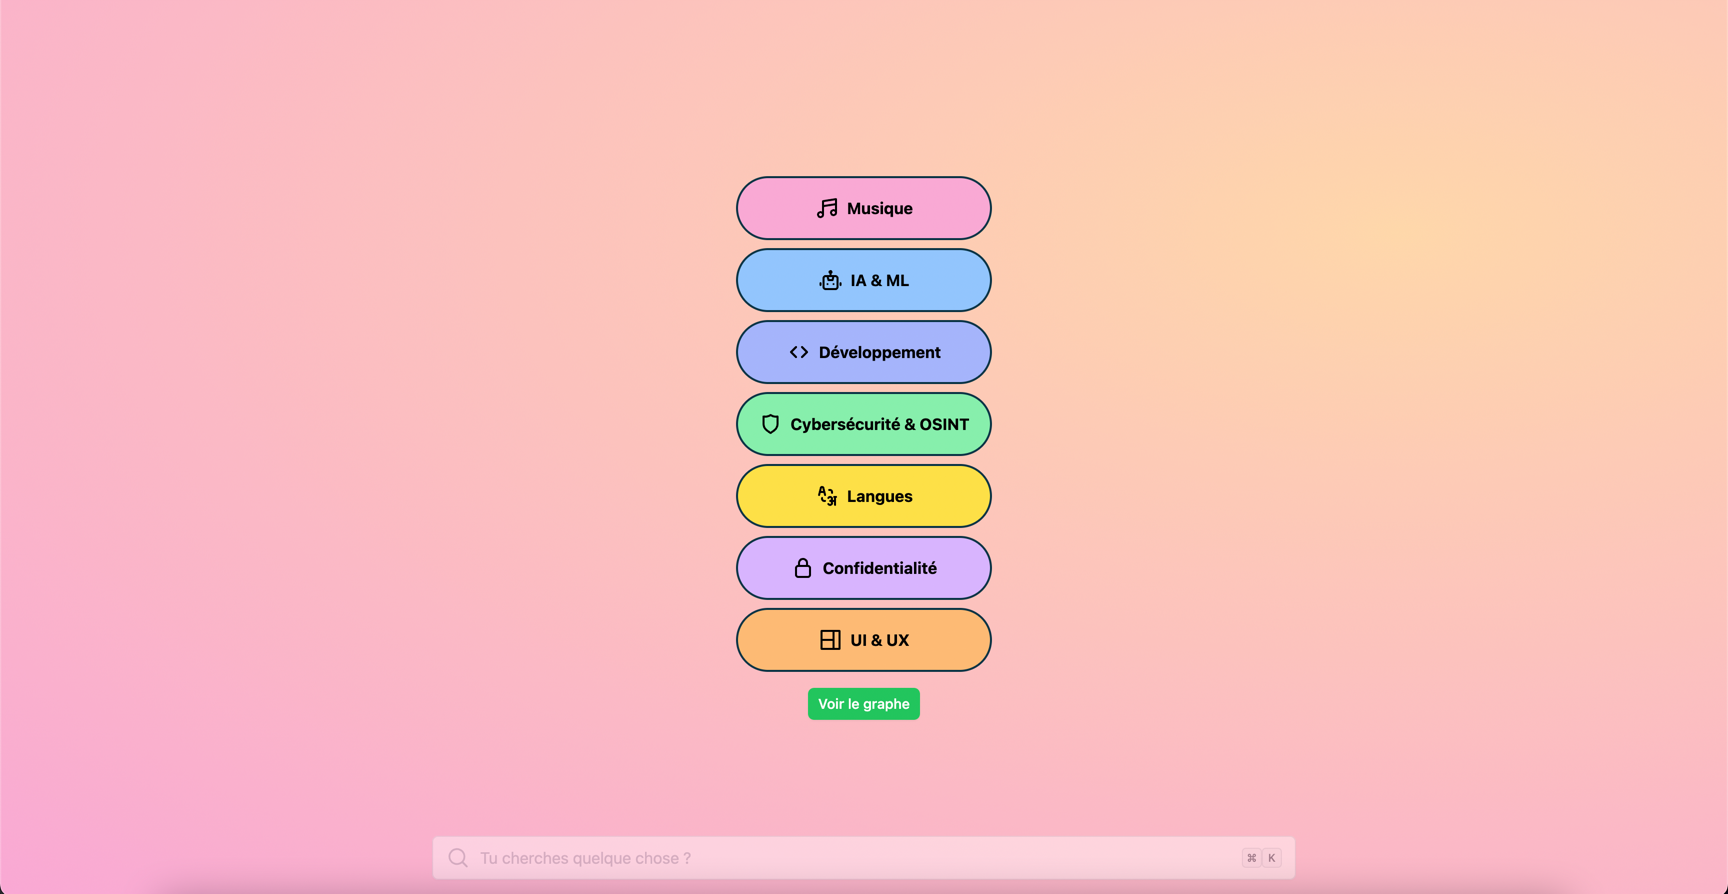 Musique
IA & ML
Développement
Cybersécurité & OSINT
Langues
Confidentialité
UI & UX
Voir le graphe
Tu cherches quelque chose ? ⌘ K